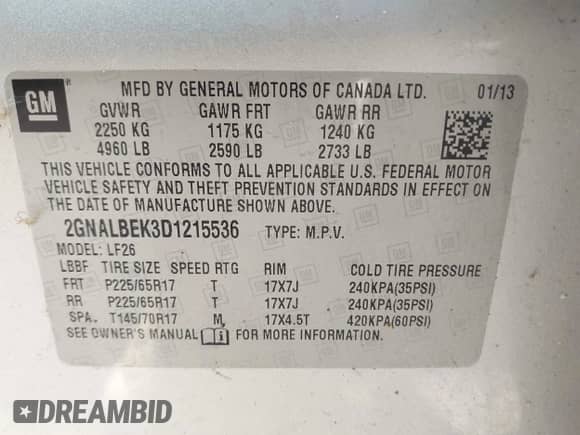 GM ® MFD BY GENERAL MOTORS OF CANADA LTD. 01/13
GVWR GAWR FRT GAWR RR
2250 KG 1175 KG 1240 KG
4960 LB 2590 LB 2733 LB
THIS VEHICLE CONFORMS TO ALL APPLICABLE U.S. FEDERAL MOTOR
VEHICLE SAFETY AND THEFT PREVENTION STANDARDS IN EFFECT ON
THE DATE OF MANUFACTURE SHOWN ABOVE.
2GNALBEK3D1215536 TYPE: M.P.V.
MODEL: LF26
LBBF TIRE SIZE SPEED RTG RIM COLD TIRE PRESSURE
FRT P225/65R17 T 17X7J 240KPA(35PSI)
RR P225/65R17 T 17X7J 240KPA(35PSI)
SPA. T145/70R17 M 17X4.5T 420KPA(60PSI)
SEE OWNER'S MANUAL i FOR MORE INFORMATION.
DREAMBID